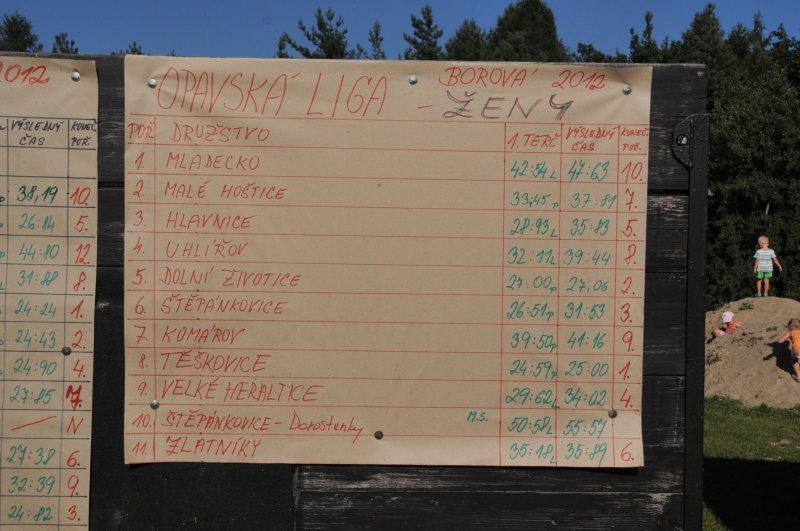 2012
VÝSLEDNÝ ČAS KONEČ. POŘ.
38,19 10.
26:84 5.
44:80 12.
31:88 8.
24:24 1.
24:43 2.
24:90 4.
27:85 7.
— N
27:38 6.
32:39 9.
24:82 3.
OPAVSKÁ LIGA - BOROVÁ 2012
ŽENY
POŘ. DRUŽSTVO 1. TERČ VÝSLEDNÝ ČAS KONEČ. POŘ.
1. MLADECKO 42:54 L 47:63 10.
2. MALÉ HOŠTICE 33,45 P 37:81 7.
3. HLAVNICE 28:93 L 35:83 5.
4. UHLÍŘOV 32:11 L 39:44 8.
5. DOLNÍ ŽIVOTICE 27,06 2.
6. ŠTĚPÁNKOVICE 26:51 P 31:53 3.
7. KOMÁROV 39:50 P 41:16 9.
8. TĚŠKOVICE 24:59 P 25:00 1.
9. VELKÉ HERALTICE 29:62 L 34:02 4.
10. ŠTĚPÁNKOVICE - Dorostenky M.S. 50:58 L 55:57
11. ZLATNÍKY 35:18 L 35:89 6.